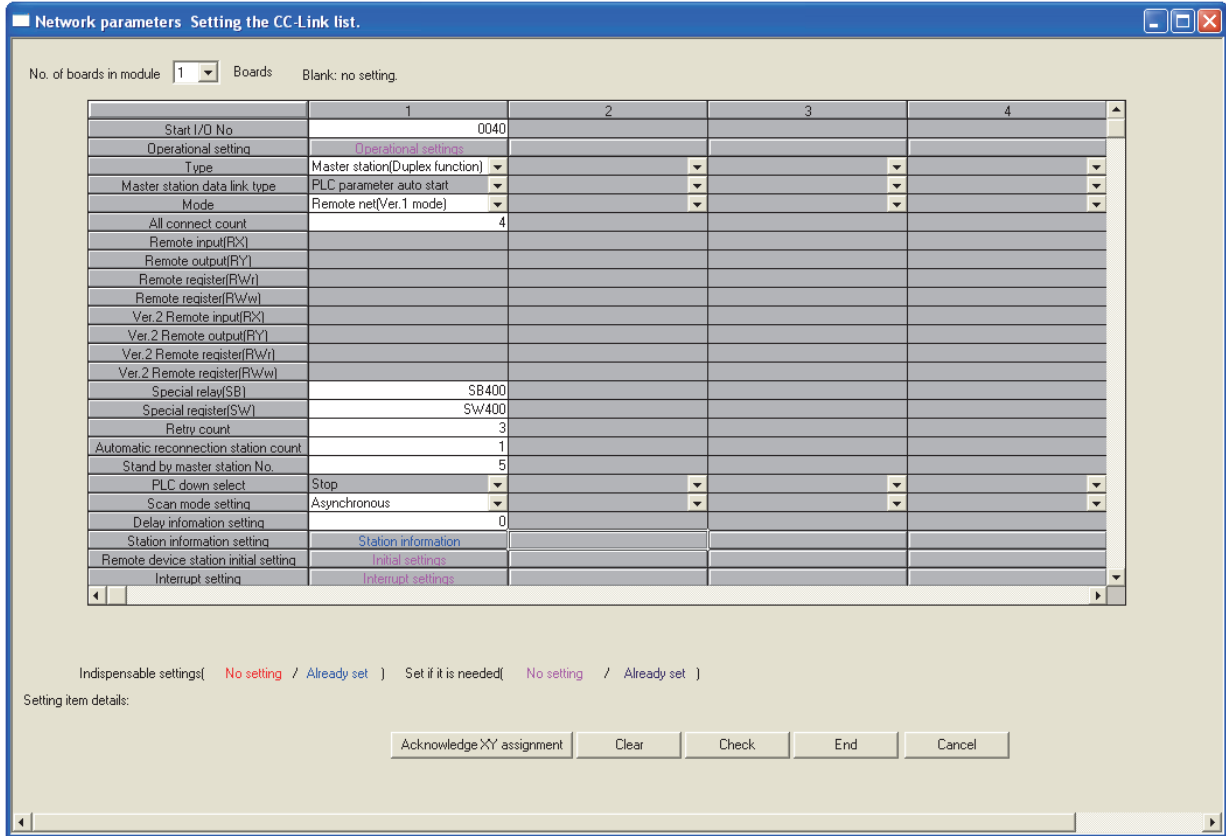 Network parameters Setting the CC-Link list.
No. of boards in module 1 Boards Blank: no setting.
1 2 3 4
Start I/O No 0040
Operational setting Operational settings
Type Master station(Duplex function)
Master station data link type PLC parameter auto start
Mode Remote net(Ver.1 mode)
All connect count 4
Remote input(RX)
Remote output(RY)
Remote register(RWr)
Remote register(RWw)
Ver.2 Remote input(RX)
Ver.2 Remote output(RY)
Ver.2 Remote register(RWr)
Ver.2 Remote register(RWw)
Special relay(SB) SB400
Special register(SW) SW400
Retry count 3
Automatic reconnection station count 1
Stand by master station No. 5
PLC down select Stop
Scan mode setting Asynchronous
Delay infomation setting 0
Station information setting Station information
Remote device station initial setting Initial settings
Interrupt setting Interrupt settings
Indispensable settings( No setting / Already set ) Set if it is needed( No setting / Already set )
Setting item details:
Acknowledge XY assignment Clear Check End Cancel